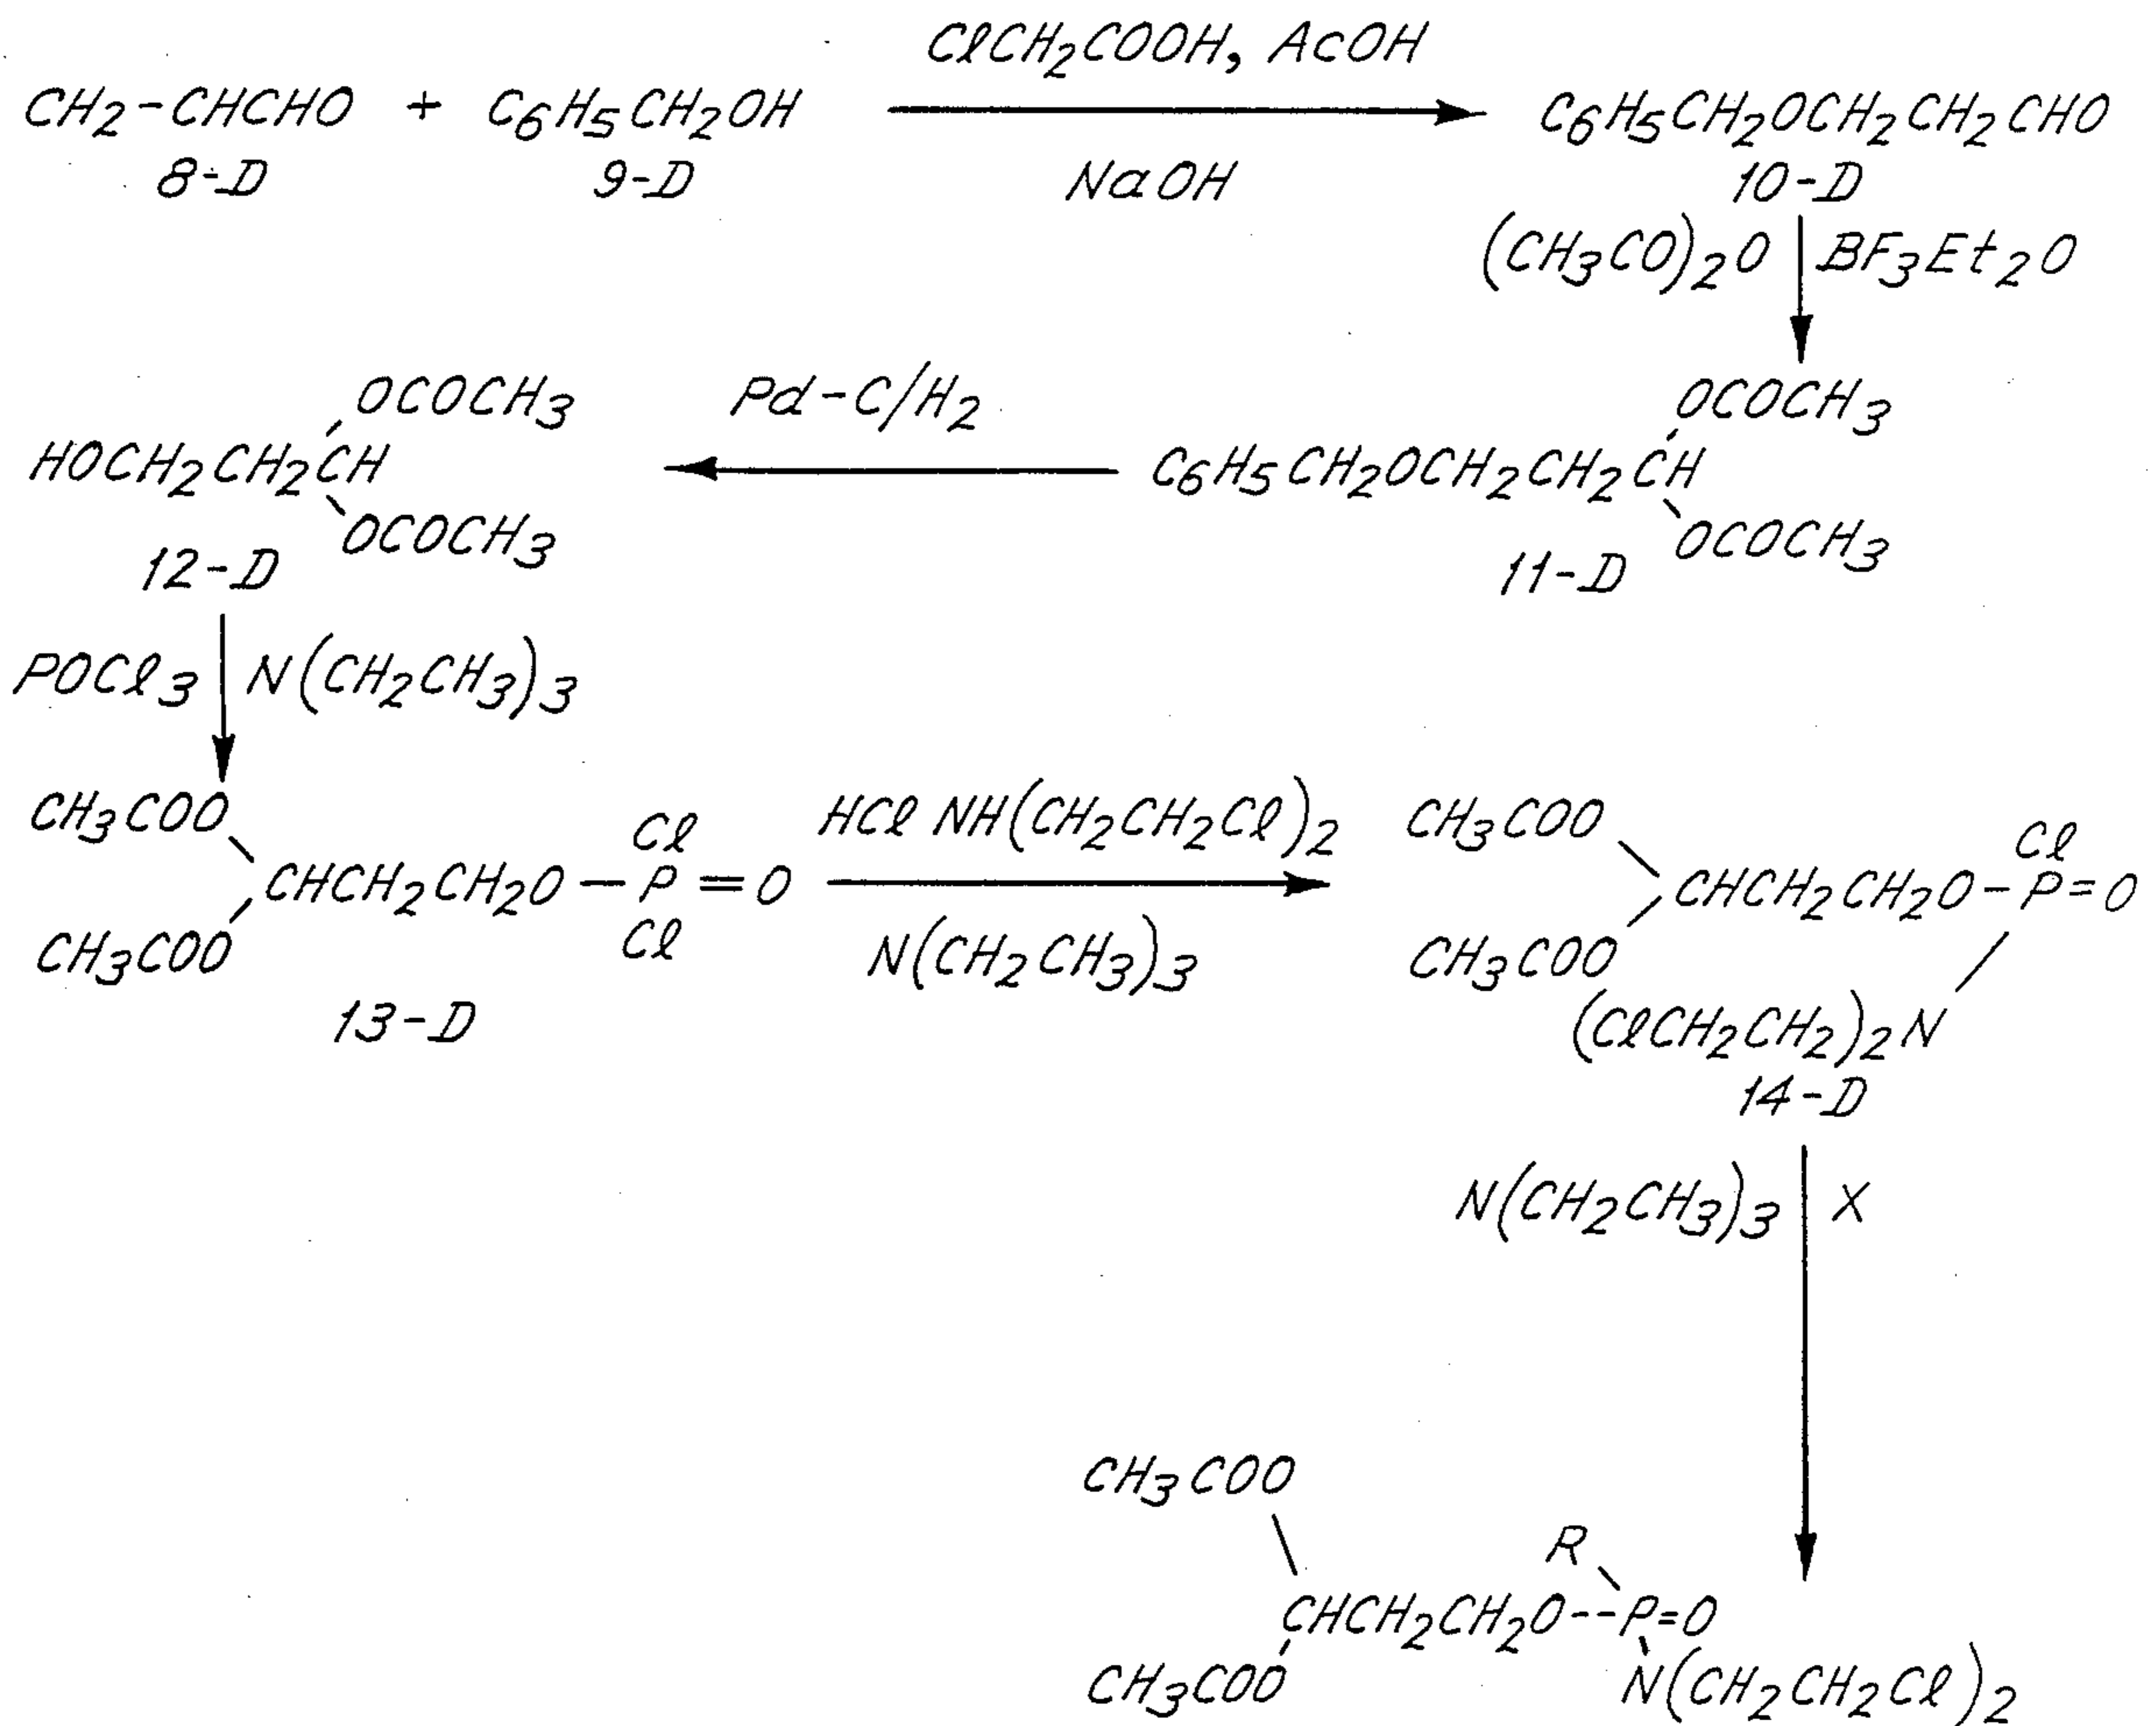 ClCH2COOH, AcOH
CH2-CHCHO + C6H5CH2OH C6H5CH2OCH2CH2CHO
8-D 9-D NaOH 10-D
(CH3CO)2O BF3Et2O
OCOCH3 Pd-C/H2 OCOCH3
HOCH2CH2CH C6H5CH2OCH2CH2CH
OCOCH3 OCOCH3
12-D 11-D
POCl3 N(CH2CH3)3
CH3COO Cl HCl NH(CH2CH2Cl)2 CH3COO Cl
CHCH2CH2O-P=O CHCH2CH2O-P=O
CH3COO Cl N(CH2CH3)3 CH3COO
13-D (ClCH2CH2)2N
14-D
N(CH2CH3)3 X
CH3COO
R
CHCH2CH2O--P=O
CH3COO N(CH2CH2Cl)2